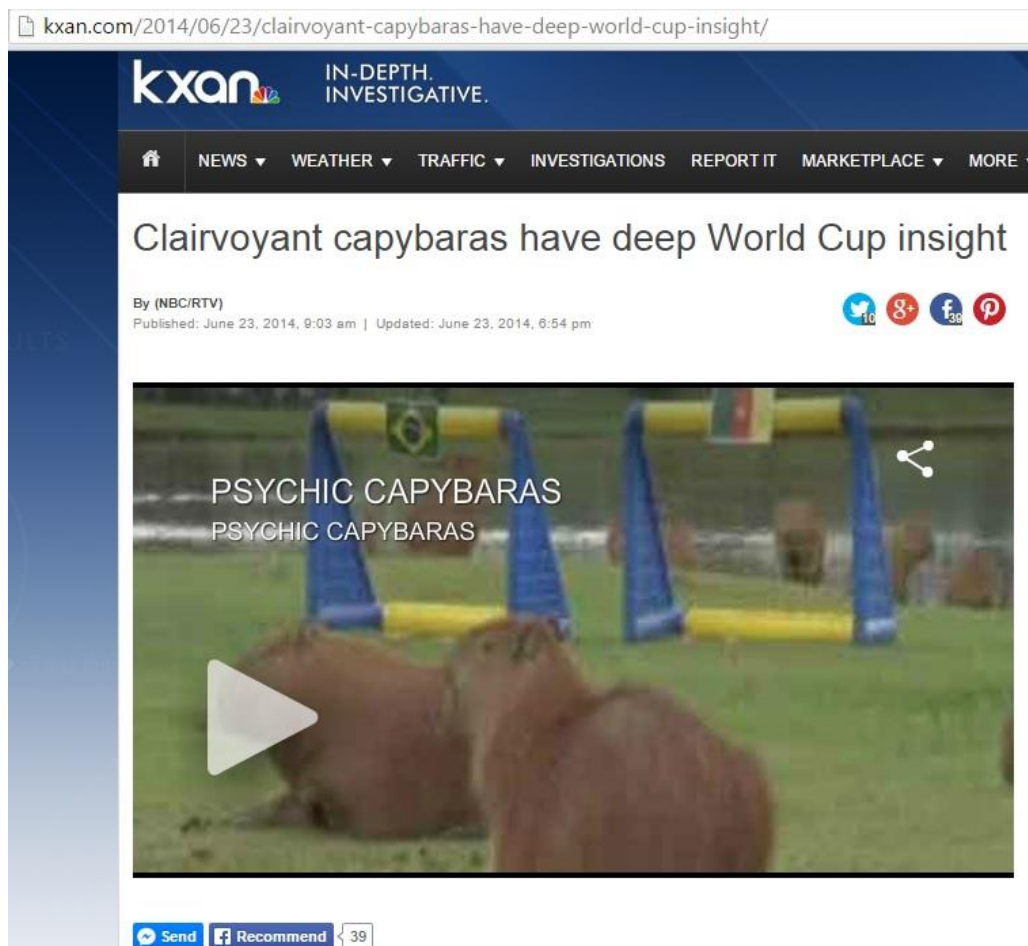 kxan.com/2014/06/23/clairvoyant-capybaras-have-deep-world-cup-insight/
kxan
IN-DEPTH.
INVESTIGATIVE.
NEWS WEATHER TRAFFIC INVESTIGATIONS REPORT IT MARKETPLACE MORE
Clairvoyant capybaras have deep World Cup insight
By (NBC/RTV)
Published: June 23, 2014, 9:03 am | Updated: June 23, 2014, 6:54 pm
10 8+ f 39
PSYCHIC CAPYBARAS
PSYCHIC CAPYBARAS
Send Recommend 39